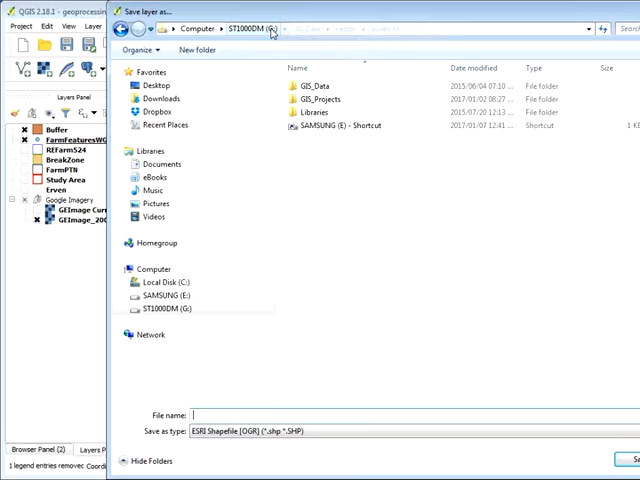 QGIS 2.18.1 - geoprocessin
Save layer as...
Project
Edit
Computer
ST1000DM (G:)
Search
Organize
New folder
Layers Panel
Favorites
Desktop
Downloads
Dropbox
Recent Places
Name
Date modified
Type
Size
GIS_Data
2015/06/04 07:10 ...
File folder
GIS_Projects
2017/01/02 08:27 ...
File folder
Libraries
2015/07/20 12:13 ...
File folder
SAMSUNG (E) - Shortcut
2017/01/07 12:41 ...
Shortcut
1 K
Buffer
FarmFeaturesWG
REFarm524
BreakZone
FarmPTN
Study Area
Erven
Google Imagery
GEImage Curr
GEImage_200
Libraries
Documents
eBooks
Music
Pictures
Videos
Homegroup
Computer
Local Disk (C:)
SAMSUNG (E:)
ST1000DM (G:)
Network
File name:
Save as type:
ESRI Shapefile [OGR] (*.shp *.SHP)
Browser Panel (2)
Layers P
Hide Folders
Sa
1 legend entries removed
Coordi